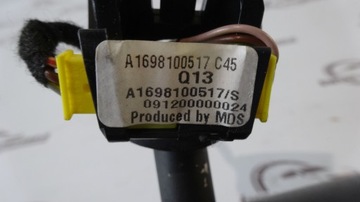 A1698100517 C45
Q13
A1698100517/S
091200000024
Produced by MDS